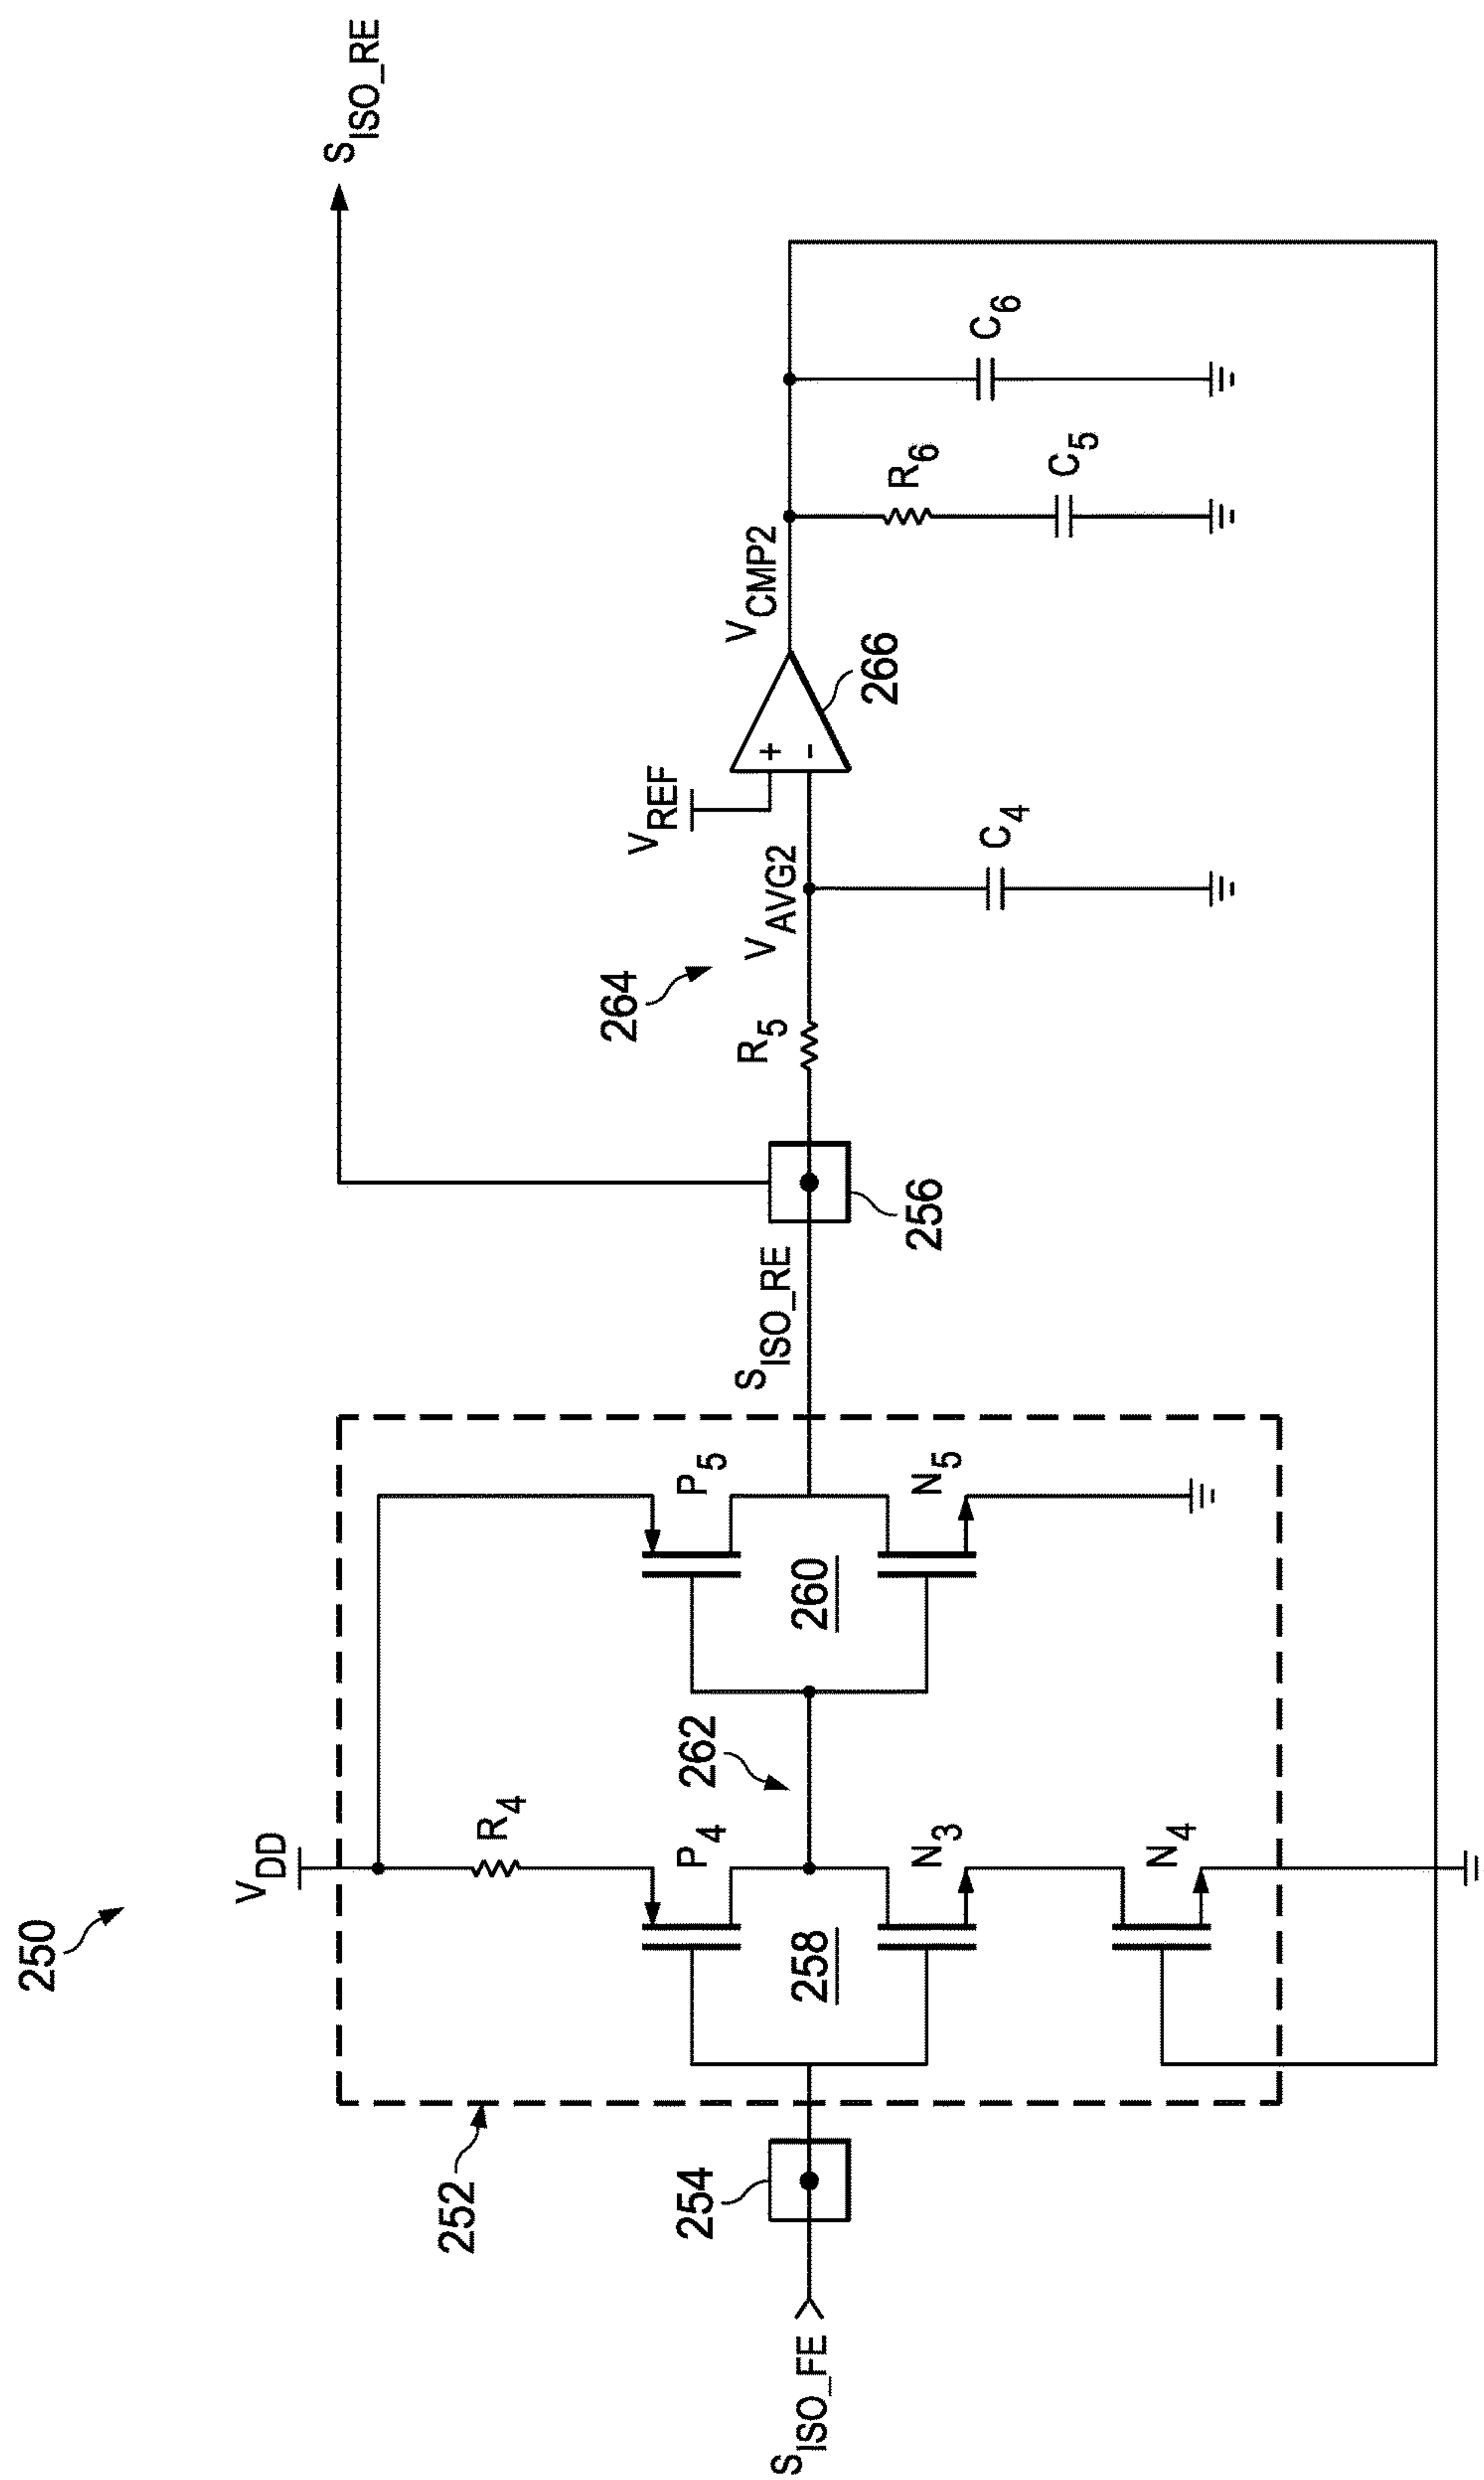 250
V_DD
S_ISO_RE
252
R_4
P_4
P_5
262
258
260
N_3
N_5
N_4
254
S_ISO_FE
S_ISO_RE
256
264
R_5
V_AVG2
V_REF
+
-
266
V_CMP2
C_4
R_6
C_5
C_6